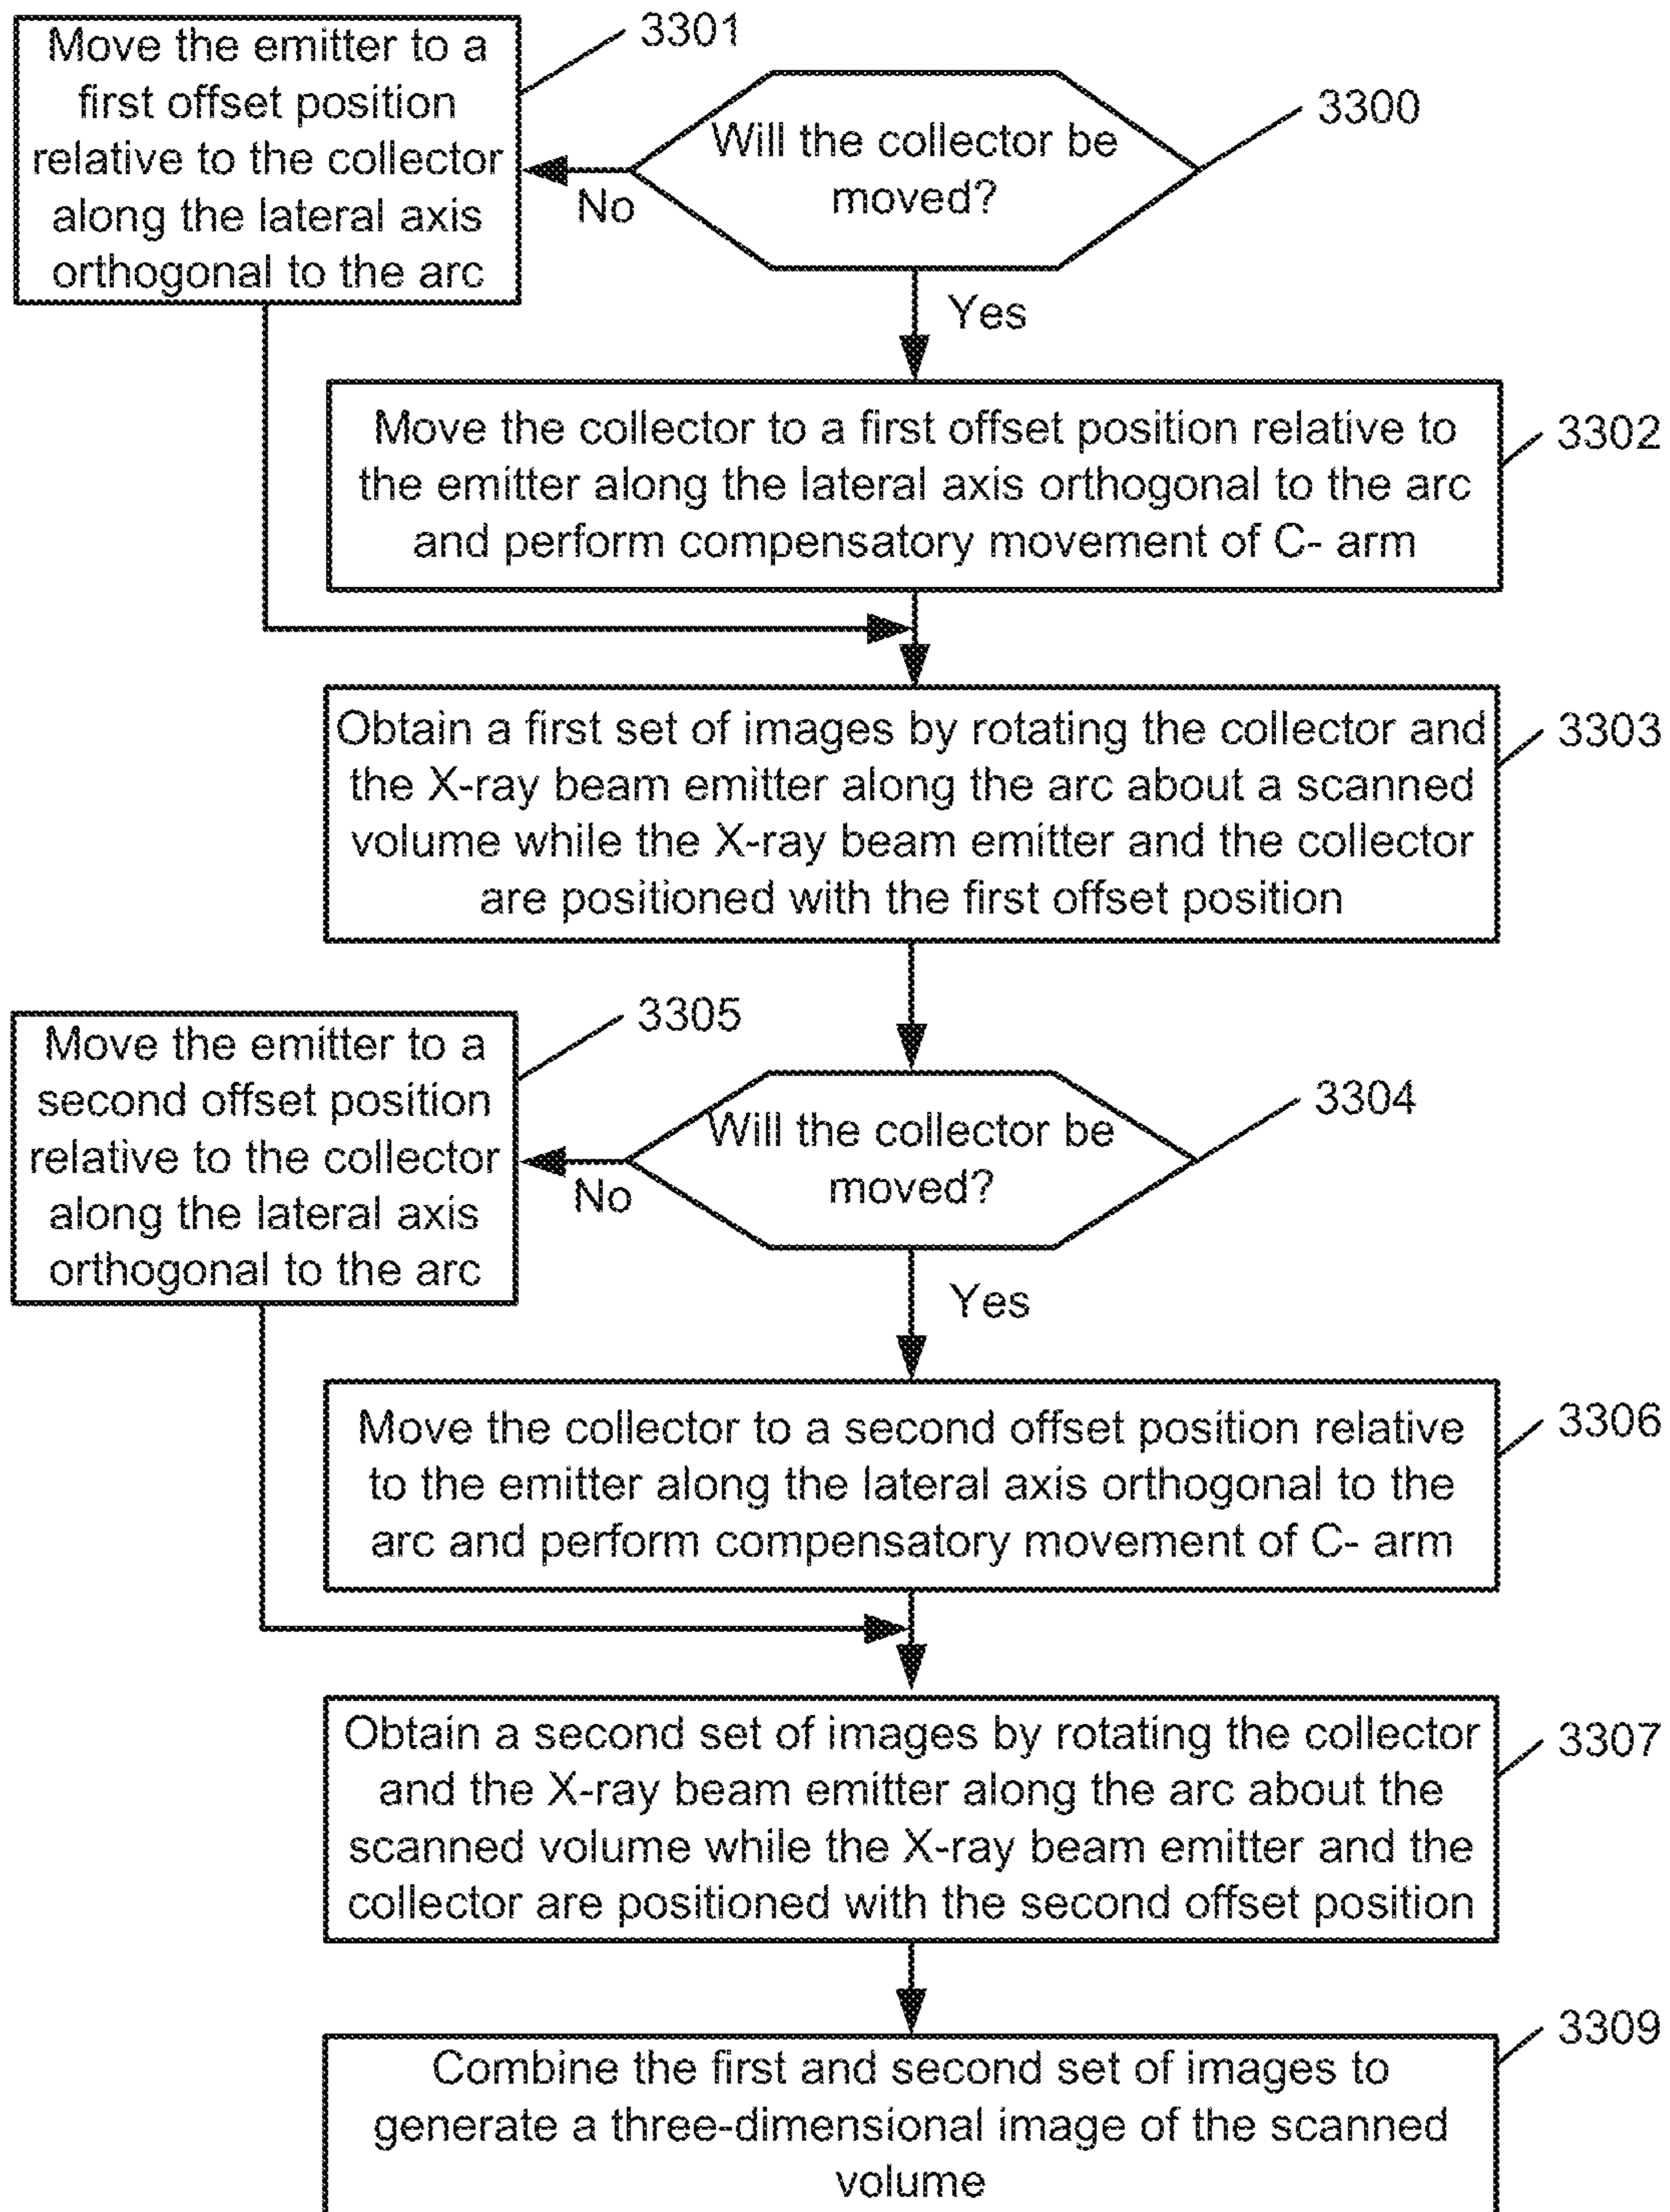 Move the emitter to a
first offset position
relative to the collector
along the lateral axis
orthogonal to the arc
3301
Will the collector be
moved?
3300
No
Yes
Move the collector to a first offset position relative to
the emitter along the lateral axis orthogonal to the arc
and perform compensatory movement of C- arm
3302
Obtain a first set of images by rotating the collector and
the X-ray beam emitter along the arc about a scanned
volume while the X-ray beam emitter and the collector
are positioned with the first offset position
3303
Move the emitter to a
second offset position
relative to the collector
along the lateral axis
orthogonal to the arc
3305
Will the collector be
moved?
3304
No
Yes
Move the collector to a second offset position relative
to the emitter along the lateral axis orthogonal to the
arc and perform compensatory movement of C- arm
3306
Obtain a second set of images by rotating the collector
and the X-ray beam emitter along the arc about the
scanned volume while the X-ray beam emitter and the
collector are positioned with the second offset position
3307
Combine the first and second set of images to
generate a three-dimensional image of the scanned
volume
3309